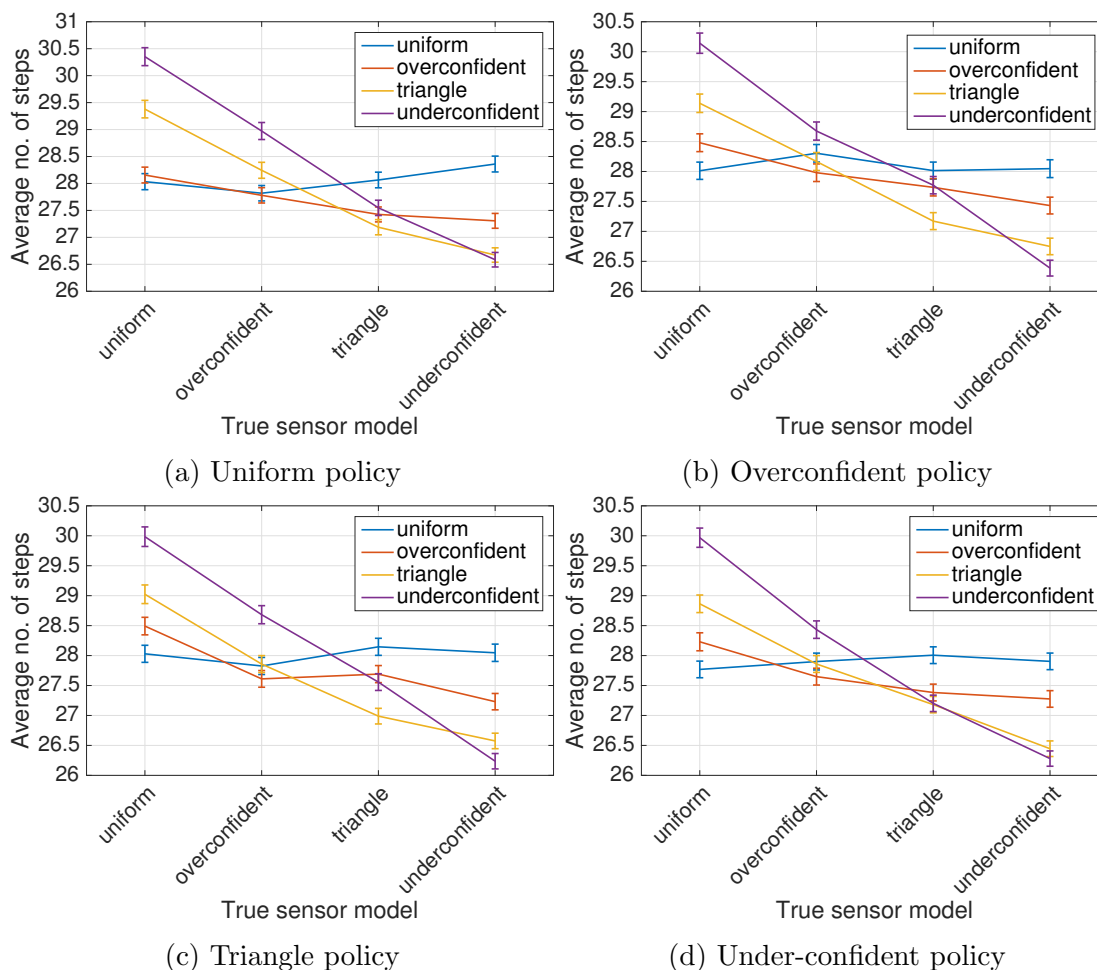 Average no. of steps
31
30.5
30
29.5
29
28.5
28
27.5
27
26.5
26
uniform
overconfident
triangle
underconfident
uniform
overconfident
triangle
underconfident
True sensor model
(a) Uniform policy
Average no. of steps
30.5
30
29.5
29
28.5
28
27.5
27
26.5
26
uniform
overconfident
triangle
underconfident
uniform
overconfident
triangle
underconfident
True sensor model
(b) Overconfident policy
Average no. of steps
30.5
30
29.5
29
28.5
28
27.5
27
26.5
26
uniform
overconfident
triangle
underconfident
uniform
overconfident
triangle
underconfident
True sensor model
(c) Triangle policy
Average no. of steps
30.5
30
29.5
29
28.5
28
27.5
27
26.5
26
uniform
overconfident
triangle
underconfident
uniform
overconfident
triangle
underconfident
True sensor model
(d) Under-confident policy